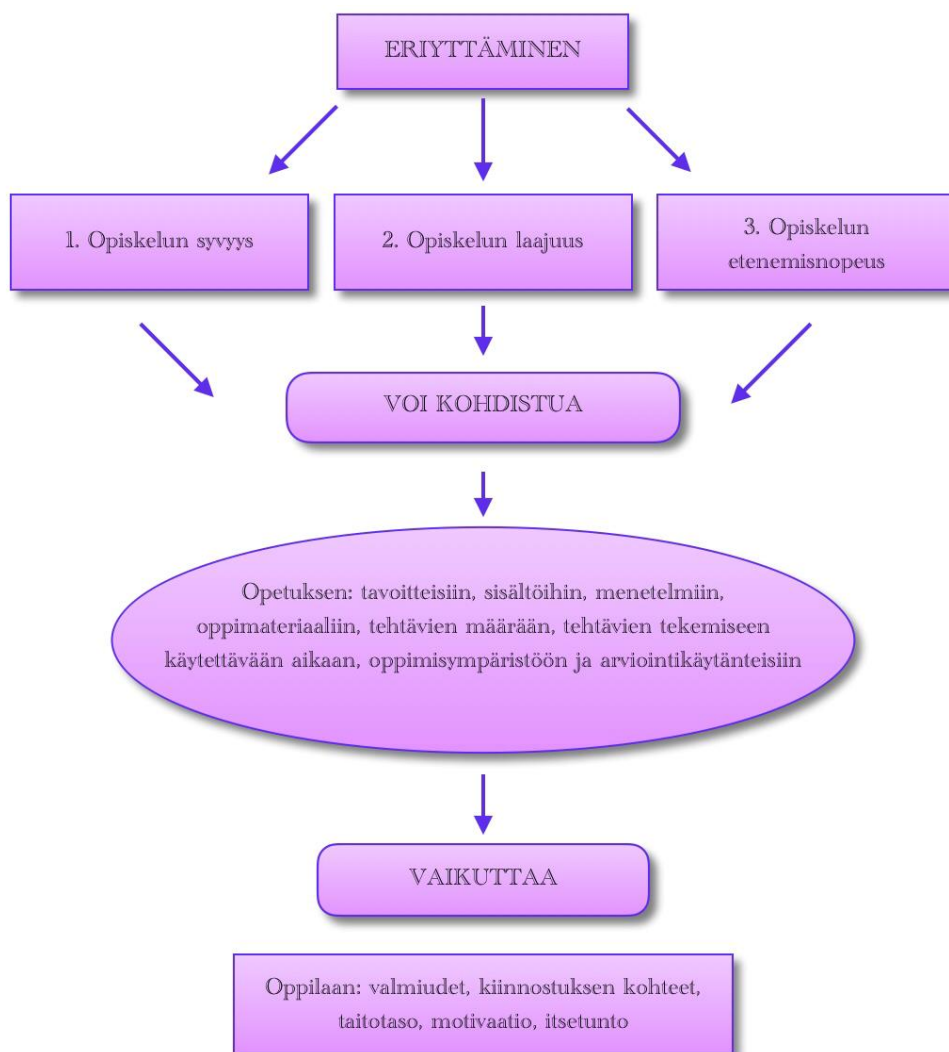 ERIYTTÄMINEN
1. Opiskelun syvyys
2. Opiskelun laajuus
3. Opiskelun
etenemisnopeus
VOI KOHDISTUA
Opetuksen: tavoitteisiin, sisältöihin, menetelmiin,
oppimateriaaliin, tehtävien määrään, tehtävien tekemiseen
käytettävään aikaan, oppimisympäristöön ja arviointikäytänteisiin
VAIKUTTAA
Oppilaan: valmiudet, kiinnostuksen kohteet,
taitotaso, motivaatio, itsetunto